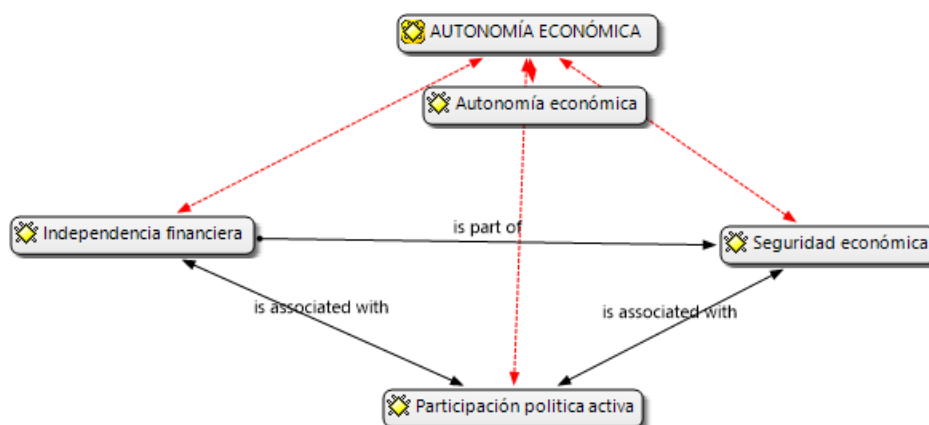 AUTONOMÍA ECONÓMICA
Autonomía económica
is part of
Independencia financiera
Seguridad económica
is associated with
is associated with
Participación politica activa